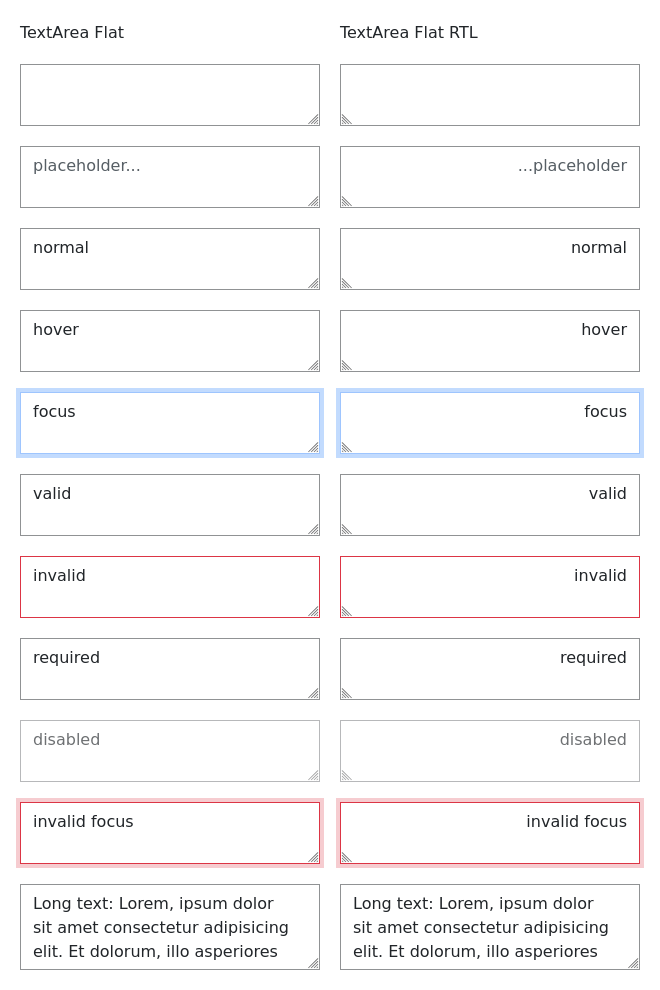 TextArea Flat
TextArea Flat RTL
placeholder...
...placeholder
normal
normal
hover
hover
focus
focus
valid
valid
invalid
invalid
required
required
disabled
disabled
invalid focus
invalid focus
Long text: Lorem, ipsum dolor
sit amet consectetur adipisicing
elit. Et dolorum, illo asperiores
Long text: Lorem, ipsum dolor
sit amet consectetur adipisicing
elit. Et dolorum, illo asperiores